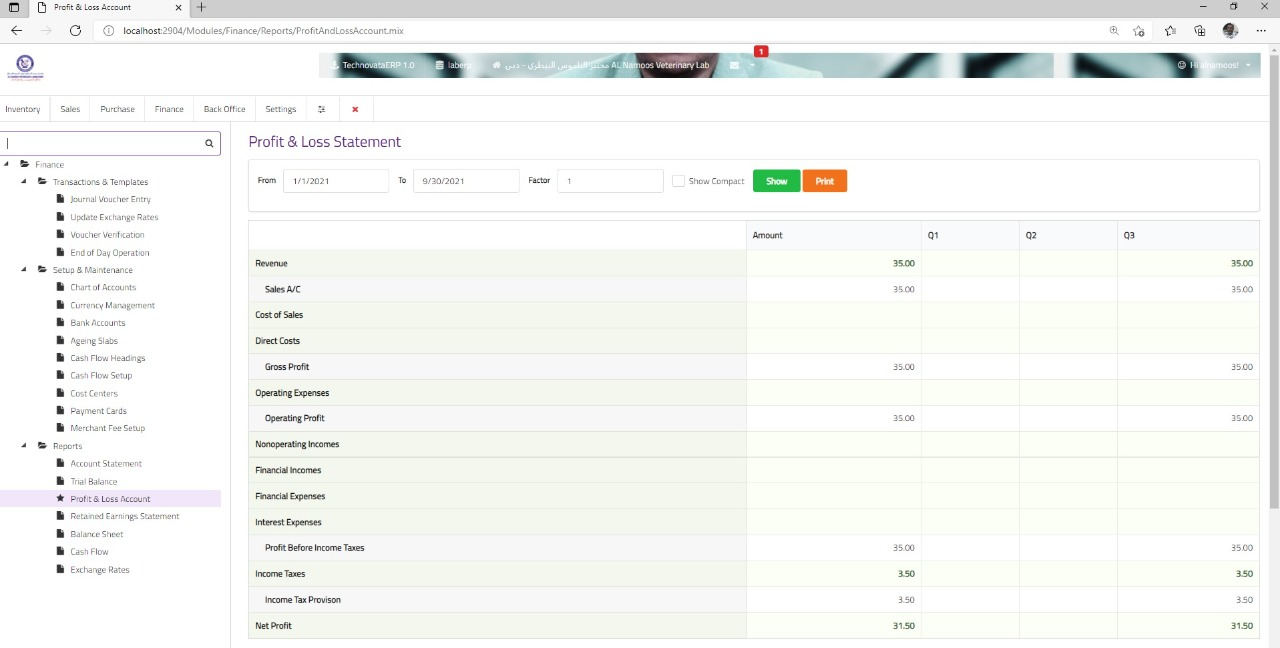 Profit & Loss Account
localhost:2904/Modules/Finance/Reports/ProfitAndLossAccount.mix
TechnovataERP 1.0 laberp مختبر الناموس البيطري - دبي AL Namoos Veterinary Lab 1 Hi alnamoos!
Inventory Sales Purchase Finance Back Office Settings
Finance
Transactions & Templates
Journal Voucher Entry
Update Exchange Rates
Voucher Verification
End of Day Operation
Setup & Maintenance
Chart of Accounts
Currency Management
Bank Accounts
Ageing Slabs
Cash Flow Headings
Cash Flow Setup
Cost Centers
Payment Cards
Merchant Fee Setup
Reports
Account Statement
Trial Balance
Profit & Loss Account
Retained Earnings Statement
Balance Sheet
Cash Flow
Exchange Rates
Profit & Loss Statement
From 1/1/2021 To 9/30/2021 Factor 1 Show Compact Show Print
Amount Q1 Q2 Q3
Revenue 35.00 35.00
Sales A/C 35.00 35.00
Cost of Sales
Direct Costs
Gross Profit 35.00 35.00
Operating Expenses
Operating Profit 35.00 35.00
Nonoperating Incomes
Financial Incomes
Financial Expenses
Interest Expenses
Profit Before Income Taxes 35.00 35.00
Income Taxes 3.50 3.50
Income Tax Provison 3.50 3.50
Net Profit 31.50 31.50